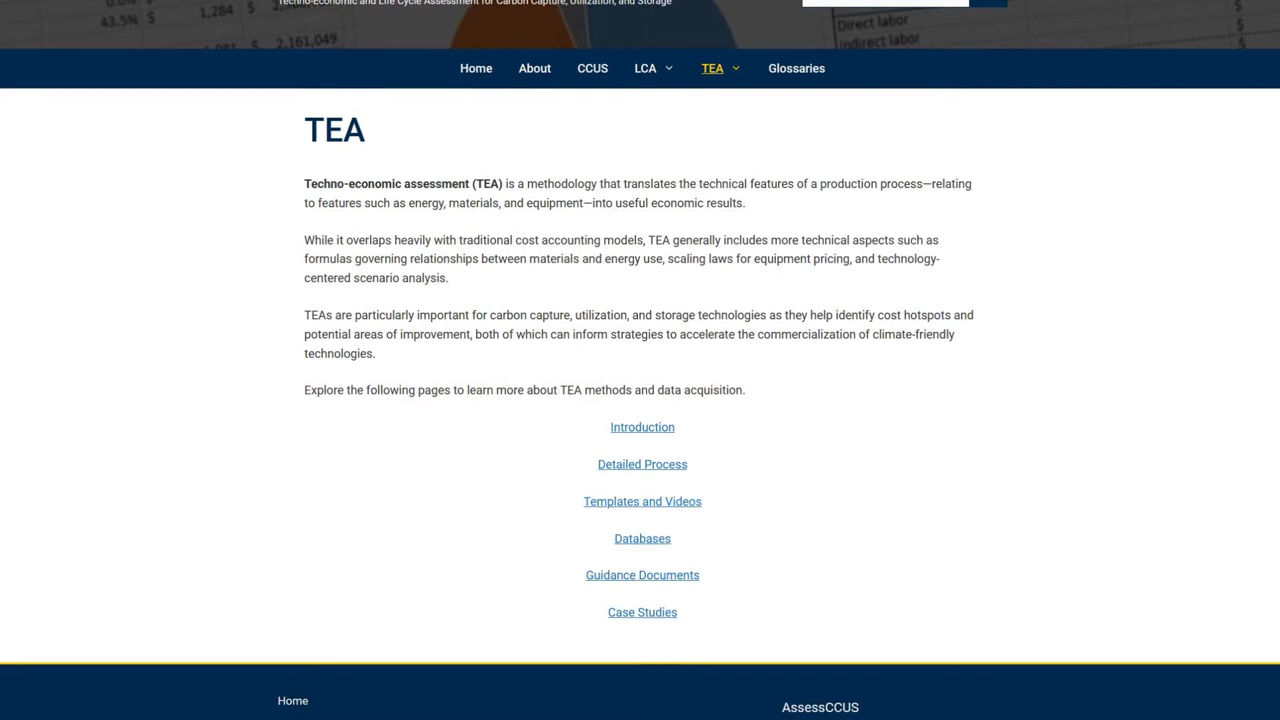 Techno-Economic and Life Cycle Assessment for Carbon Capture, Utilization, and Storage
43.5%
1,284
$
$
2,161,049
Direct labor
Indirect labor
$
$
Home About CCUS LCA TEA Glossaries
TEA
Techno-economic assessment (TEA) is a methodology that translates the technical features of a production process—relating
to features such as energy, materials, and equipment—into useful economic results.
While it overlaps heavily with traditional cost accounting models, TEA generally includes more technical aspects such as
formulas governing relationships between materials and energy use, scaling laws for equipment pricing, and technology-
centered scenario analysis.
TEAs are particularly important for carbon capture, utilization, and storage technologies as they help identify cost hotspots and
potential areas of improvement, both of which can inform strategies to accelerate the commercialization of climate-friendly
technologies.
Explore the following pages to learn more about TEA methods and data acquisition.
Introduction
Detailed Process
Templates and Videos
Databases
Guidance Documents
Case Studies
Home
AssessCCUS